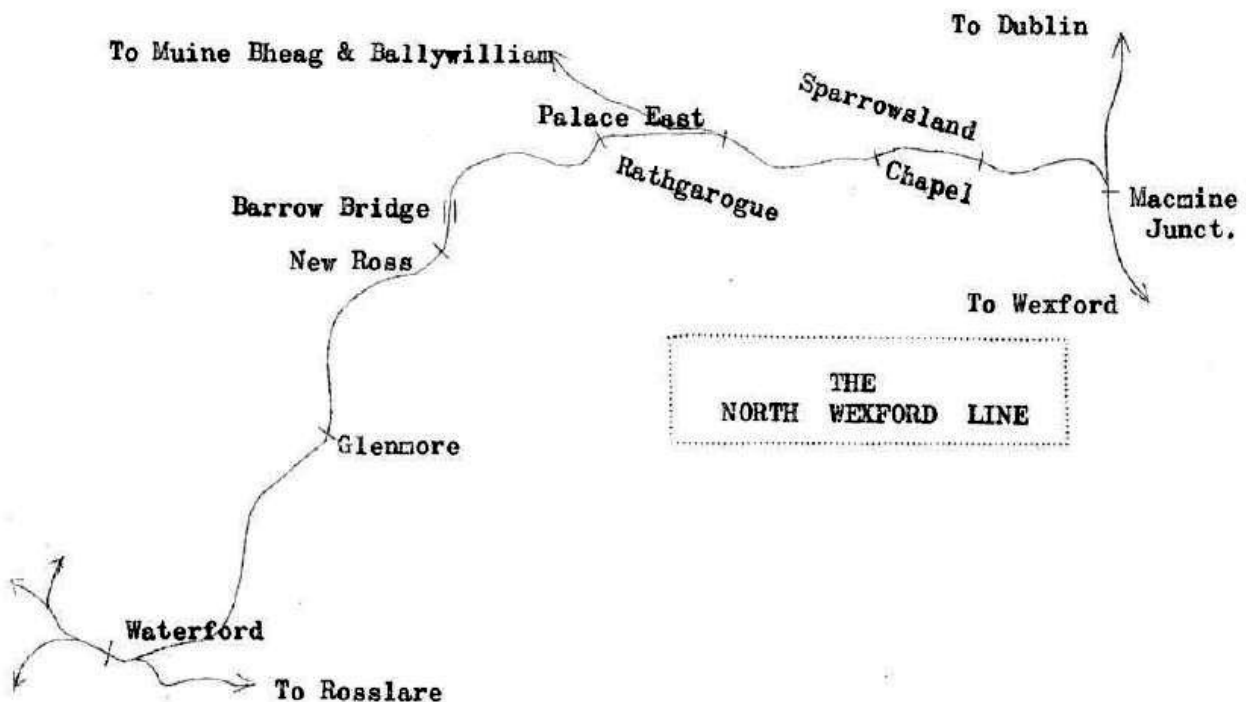 To Dublin
To Muine Bheag & Ballywilliam
Sparrowsland
Palace East
Rathgarogue
Chapel
Macmine
Junct.
Barrow Bridge
New Ross
To Wexford
THE
NORTH WEXFORD LINE
Glenmore
Waterford
To Rosslare